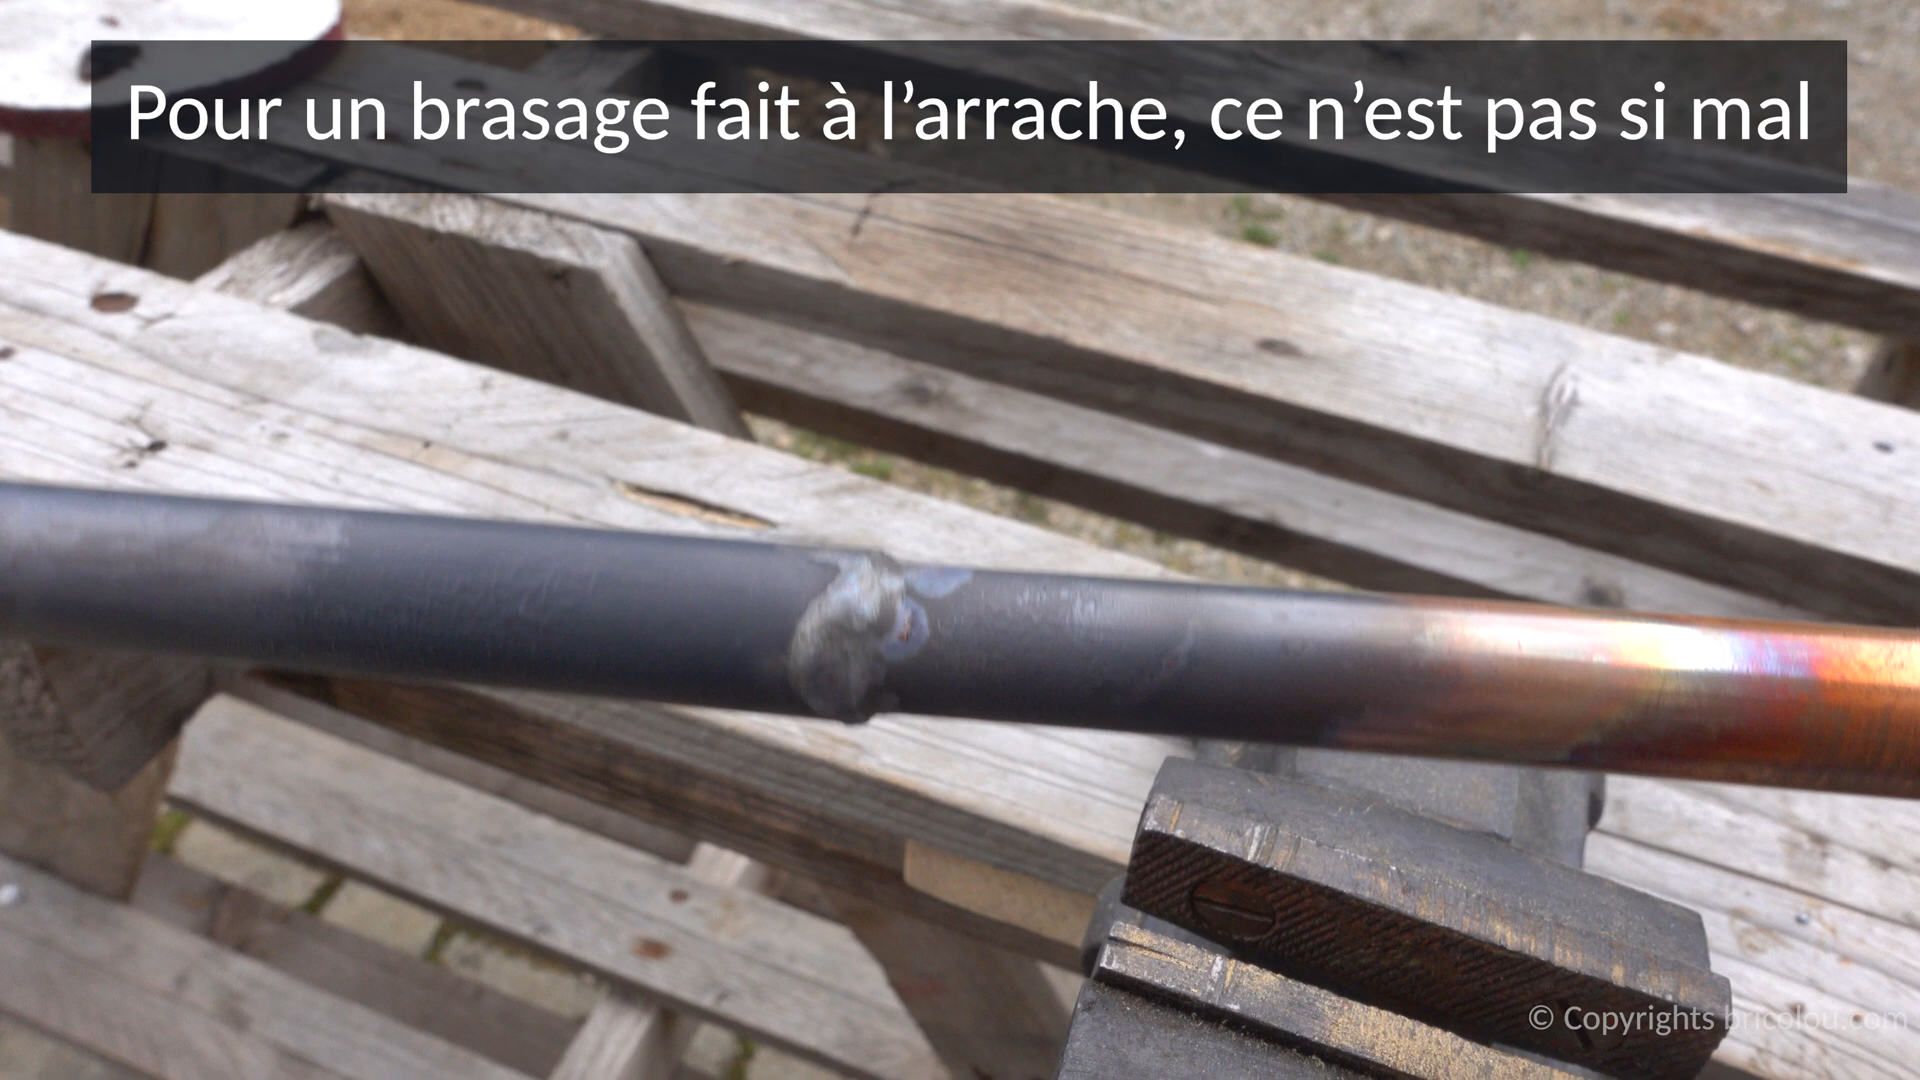 Pour un brasage fait à l’arrache, ce n’est pas si mal
© Copyrights bricolou.com